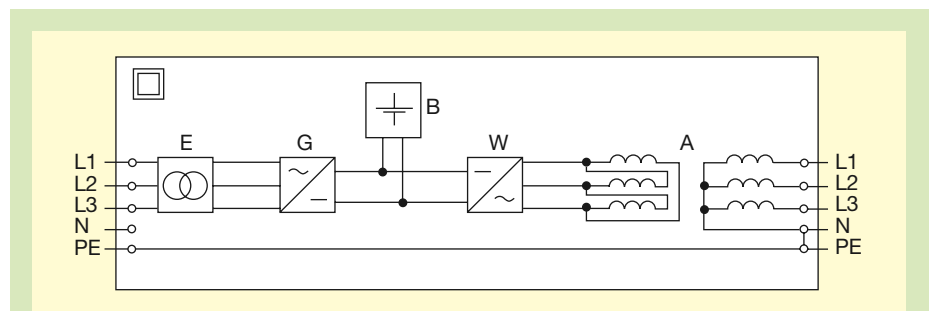 B
E G W A
L1 L1
L2 L2
L3 L3
N N
PE PE